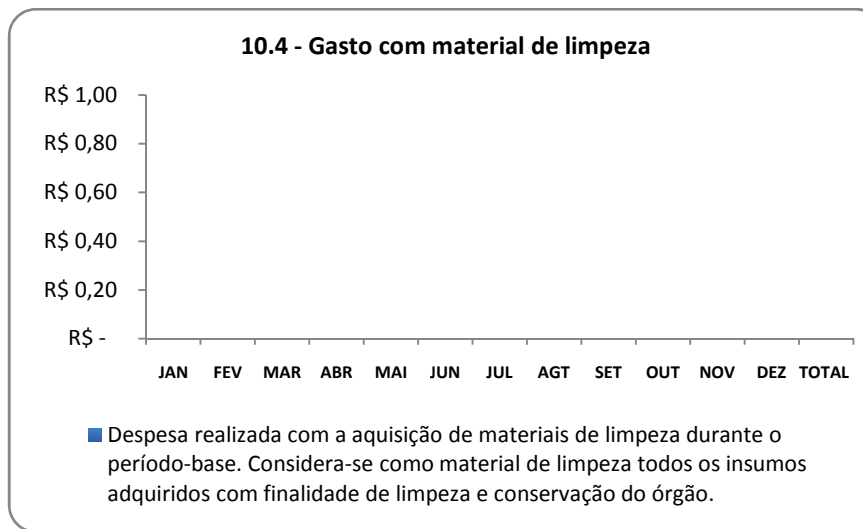 10.4 - Gasto com material de limpeza
R$ 1,00
R$ 0,80
R$ 0,60
R$ 0,40
R$ 0,20
R$ -
JAN FEV MAR ABR MAI JUN JUL AGT SET OUT NOV DEZ TOTAL
Despesa realizada com a aquisição de materiais de limpeza durante o
período-base. Considera-se como material de limpeza todos os insumos
adquiridos com finalidade de limpeza e conservação do órgão.